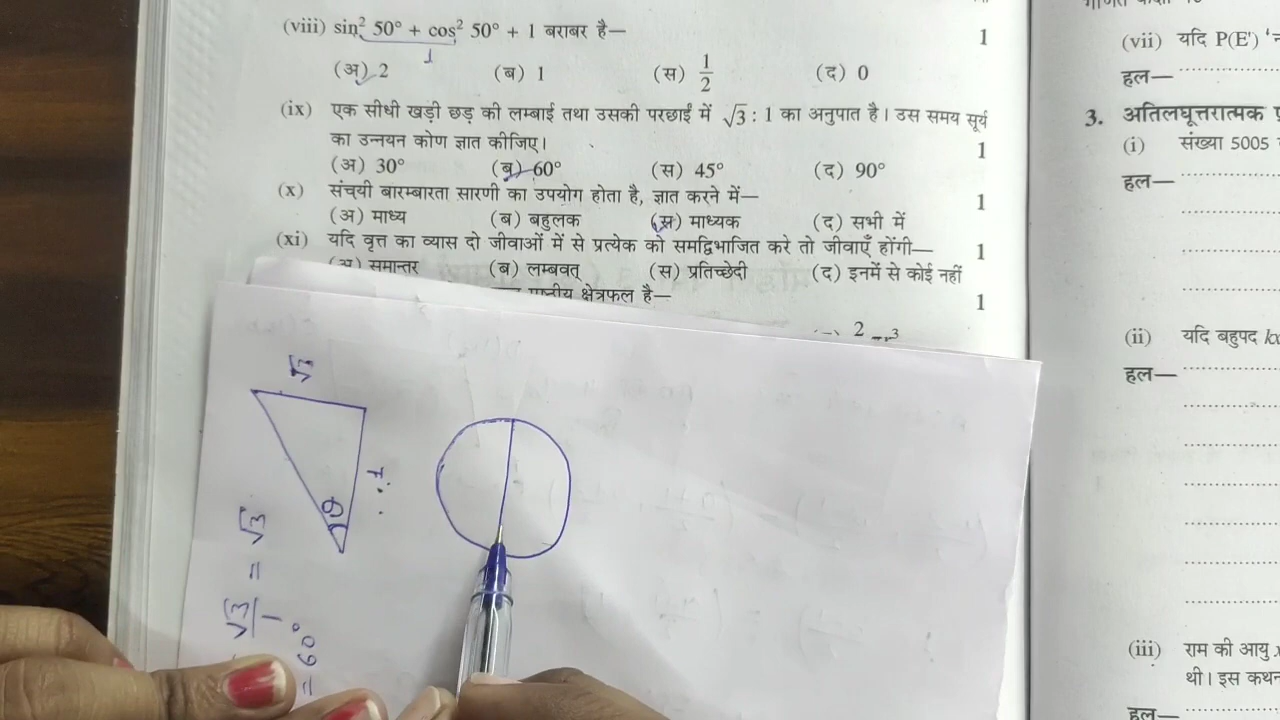 (viii) sin² 50° + cos² 50° + 1 बराबर है— 1
1
(अ) 2 (ब) 1 (स) 1/2 (द) 0
(ix) एक सीधी खड़ी छड़ की लम्बाई तथा उसकी परछाई में √3 : 1 का अनुपात है। उस समय सूर्य
का उन्नयन कोण ज्ञात कीजिए। 1
(अ) 30° (ब) 60° (स) 45° (द) 90°
(x) संचयी बारम्बारता सारणी का उपयोग होता है, ज्ञात करने में— 1
(अ) माध्य (ब) बहुलक (स) माध्यक (द) सभी में
(xi) यदि वृत्त का व्यास दो जीवाओं में से प्रत्येक को समद्विभाजित करे तो जीवाएँ होंगी— 1
(अ) समान्तर (ब) लम्बवत् (स) प्रतिच्छेदी (द) इनमें से कोई नहीं
क्षेत्रफल है— 1
√3
θ
1
√3/1 = √3
= 60°
(vii) यदि P(E')
हल—
3. अतिलघूत्तरात्मक
(i) संख्या 5005
हल—
(ii) यदि बहुपद
हल—
(iii) राम की आयु
थी। इस कथन
हल—